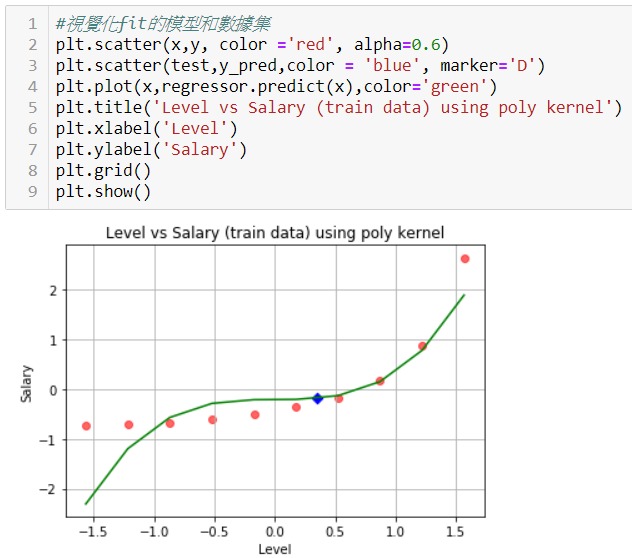 1 #視覺化fit的模型和數據集
2 plt.scatter(x,y, color ='red', alpha=0.6)
3 plt.scatter(test,y_pred,color = 'blue', marker='D')
4 plt.plot(x,regressor.predict(x),color='green')
5 plt.title('Level vs Salary (train data) using poly kernel')
6 plt.xlabel('Level')
7 plt.ylabel('Salary')
8 plt.grid()
9 plt.show()
Level vs Salary (train data) using poly kernel
Salary
2
1
0
−1
−2
−1.5 −1.0 −0.5 0.0 0.5 1.0 1.5
Level